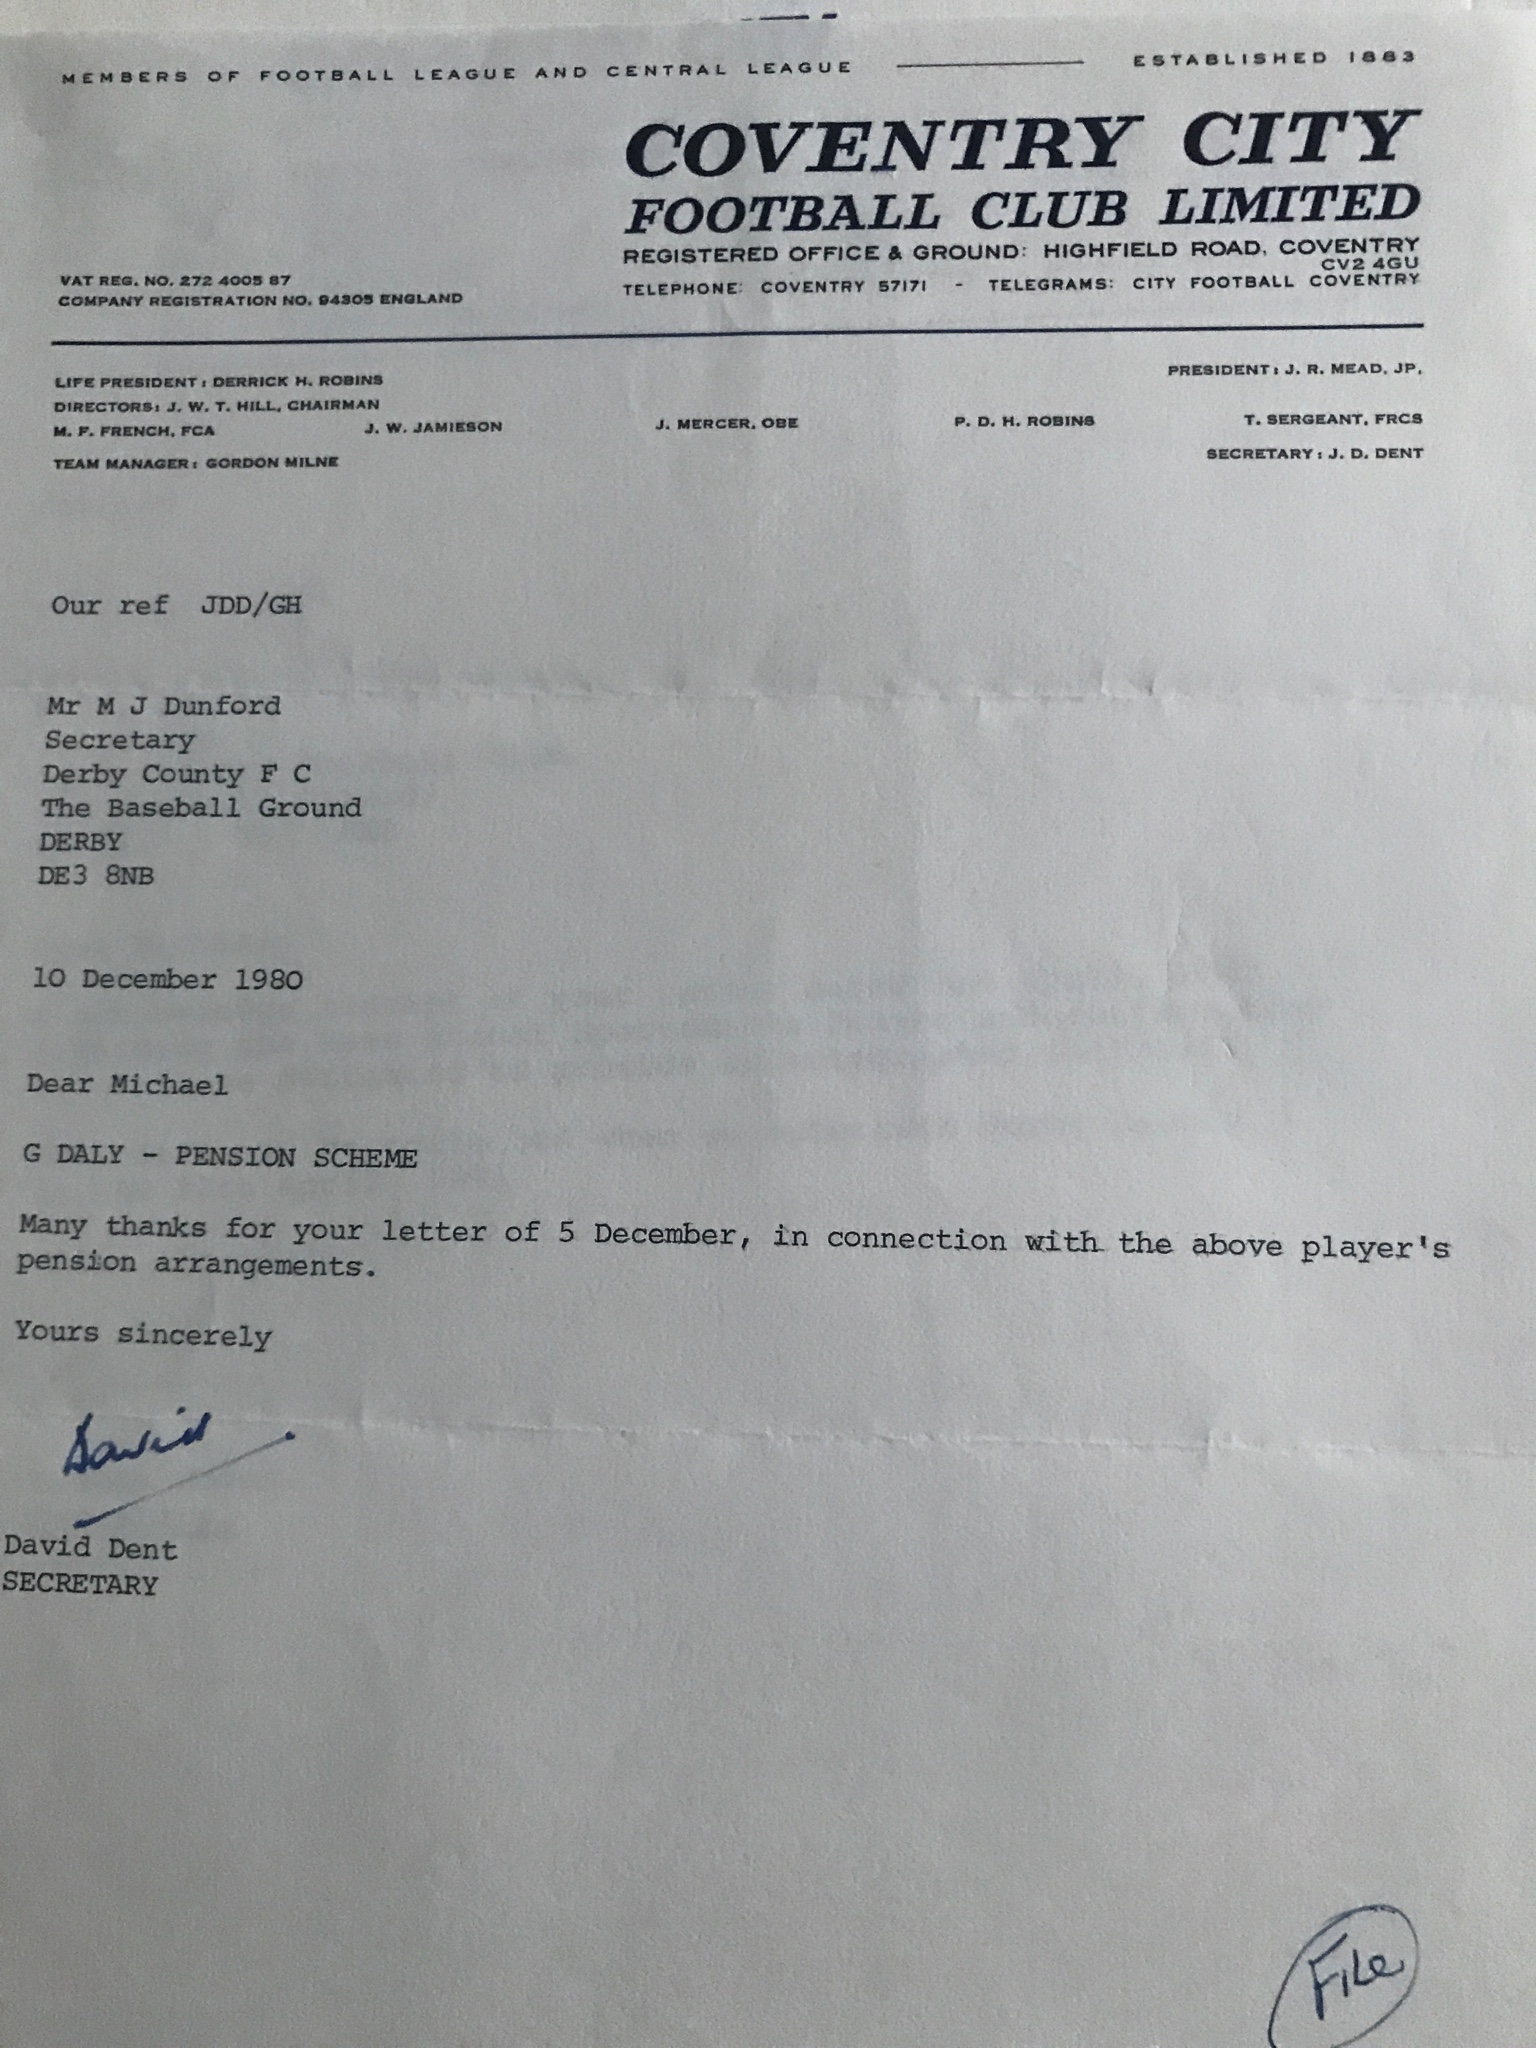 MEMBERS OF FOOTBALL LEAGUE AND CENTRAL LEAGUE ESTABLISHED 1883
COVENTRY CITY
FOOTBALL CLUB LIMITED
REGISTERED OFFICE & GROUND: HIGHFIELD ROAD, COVENTRY
CV2 4GU
VAT REG. NO. 272 4005 87
TELEPHONE: COVENTRY 57171 - TELEGRAMS: CITY FOOTBALL COVENTRY
COMPANY REGISTRATION NO. 94305 ENGLAND
LIFE PRESIDENT: DERRICK H. ROBINS PRESIDENT: J. R. MEAD, JP.
DIRECTORS: J. W. T. HILL, CHAIRMAN
M. F. FRENCH, FCA J. W. JAMIESON J. MERCER, OBE P. D. H. ROBINS T. SERGEANT, FRCS
TEAM MANAGER: GORDON MILNE SECRETARY: J. D. DENT
Our ref JDD/GH
Mr M J Dunford
Secretary
Derby County F C
The Baseball Ground
DERBY
DE3 8NB
10 December 1980
Dear Michael
G DALY - PENSION SCHEME
Many thanks for your letter of 5 December, in connection with the above player's
pension arrangements.
Yours sincerely
David
David Dent
SECRETARY
File